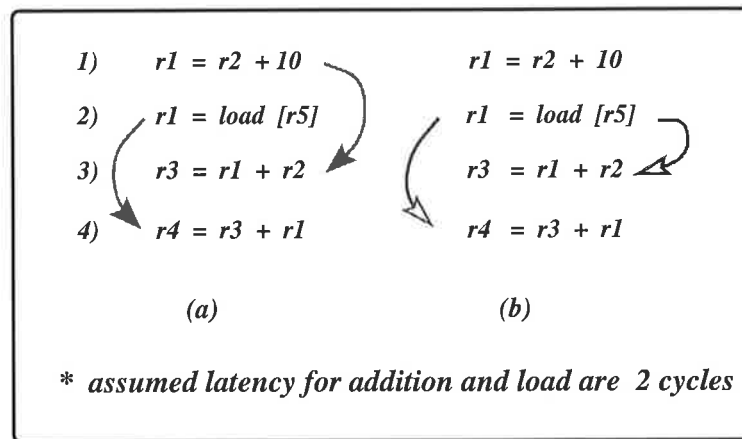 1) r1 = r2 + 10 r1 = r2 + 10
2) r1 = load [r5] r1 = load [r5]
3) r3 = r1 + r2 r3 = r1 + r2
4) r4 = r3 + r1 r4 = r3 + r1
(a) (b)
* assumed latency for addition and load are 2 cycles